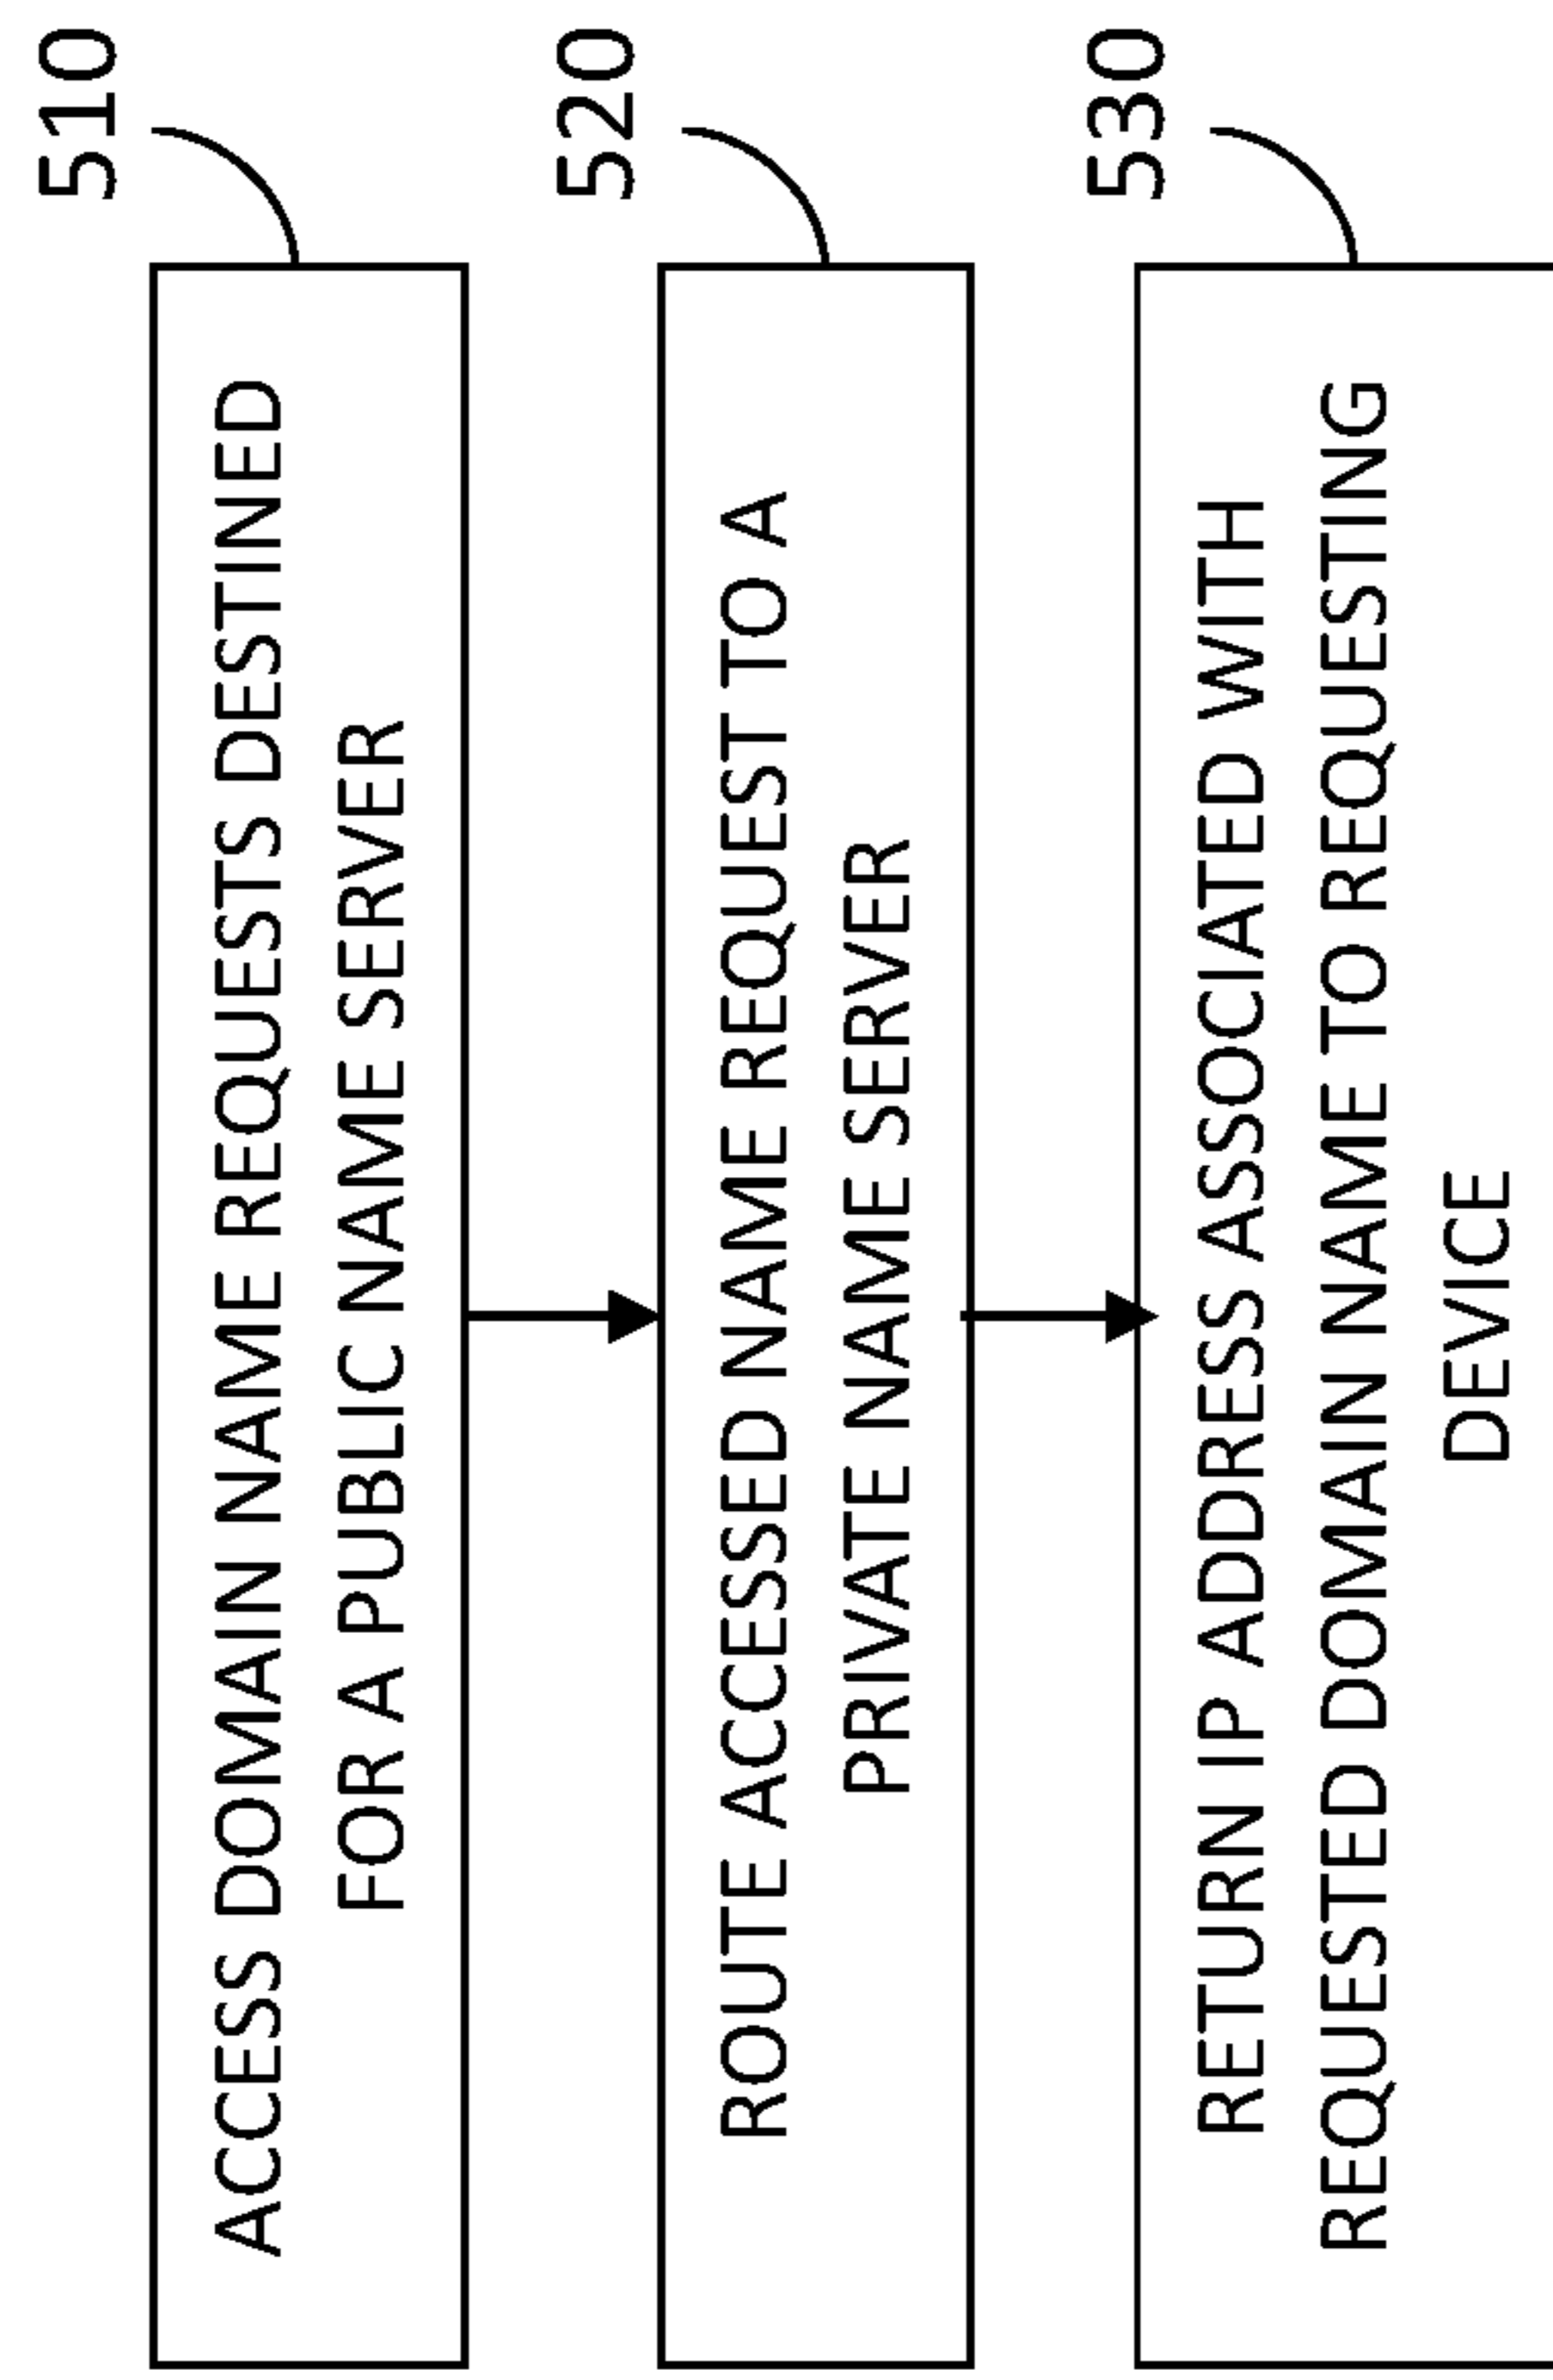 510
ACCESS DOMAIN NAME REQUESTS DESTINED
FOR A PUBLIC NAME SERVER
520
ROUTE ACCESSED NAME REQUEST TO A
PRIVATE NAME SERVER
530
RETURN IP ADDRESS ASSOCIATED WITH
REQUESTED DOMAIN NAME TO REQUESTING
DEVICE